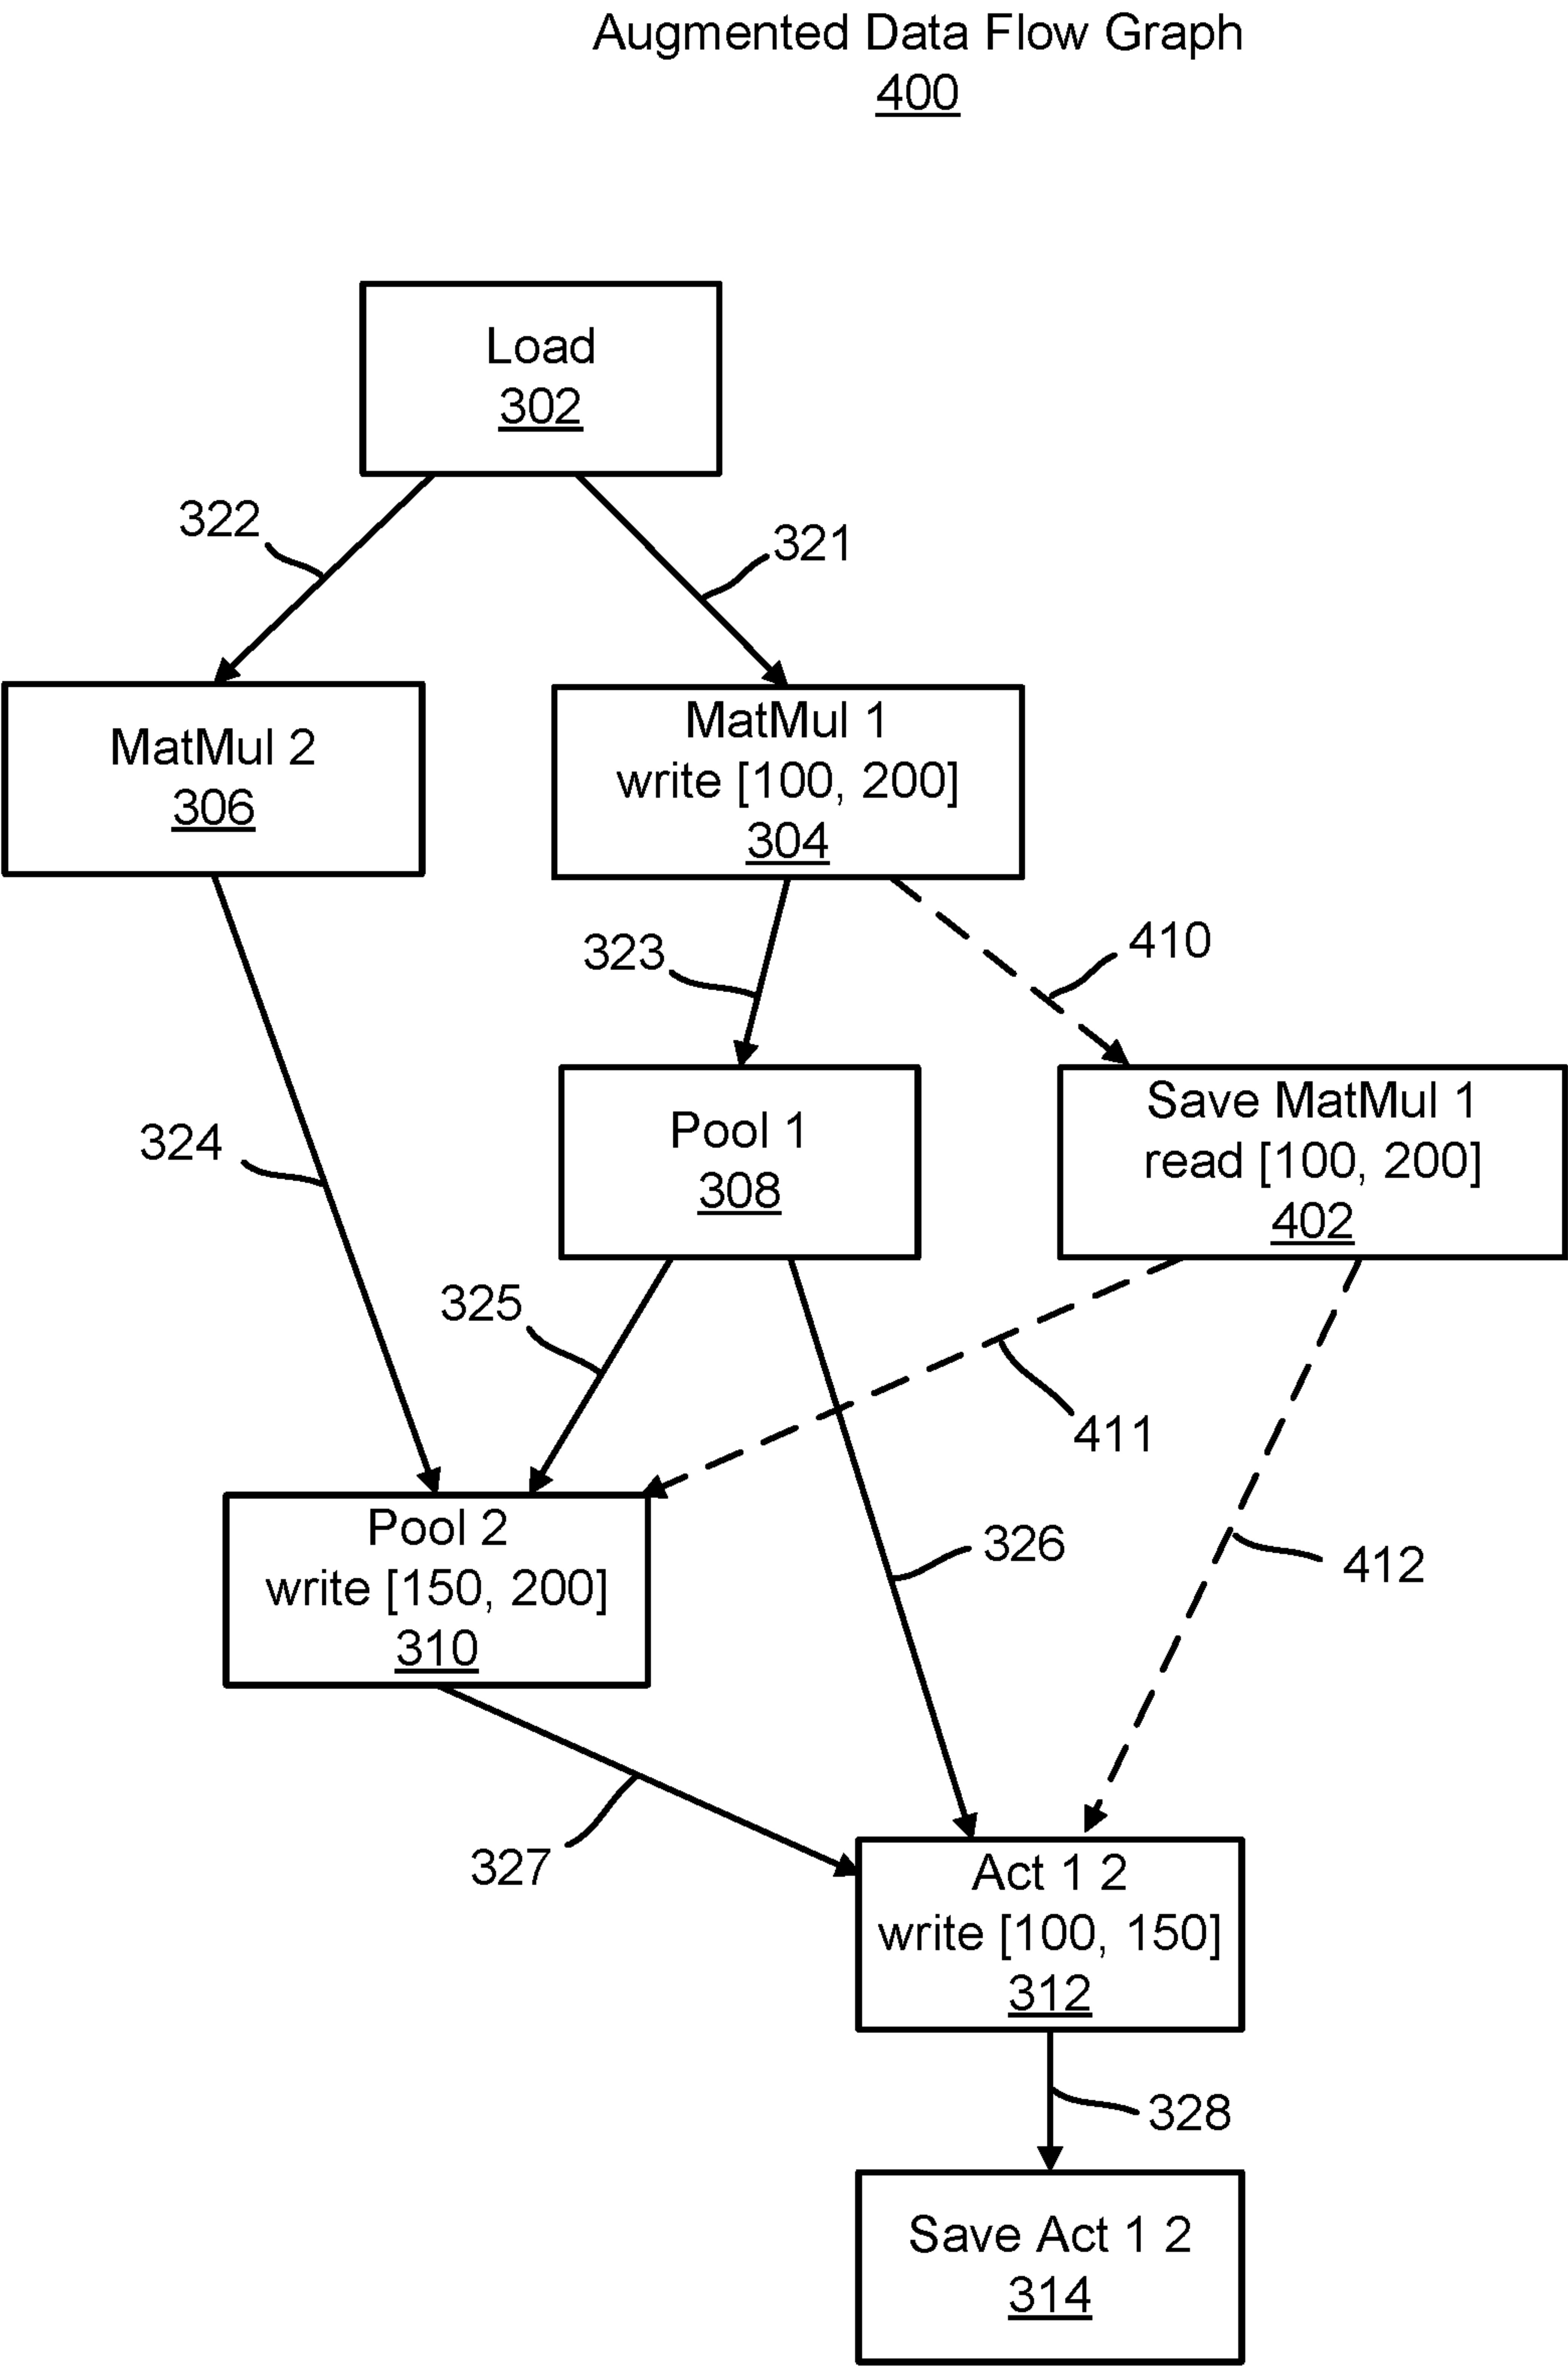 Augmented Data Flow Graph
400
Load
302
322
321
MatMul 2
306
MatMul 1
write [100, 200]
304
323
410
324
Pool 1
308
Save MatMul 1
read [100, 200]
402
325
411
Pool 2
write [150, 200]
310
326
412
327
Act 1 2
write [100, 150]
312
328
Save Act 1 2
314